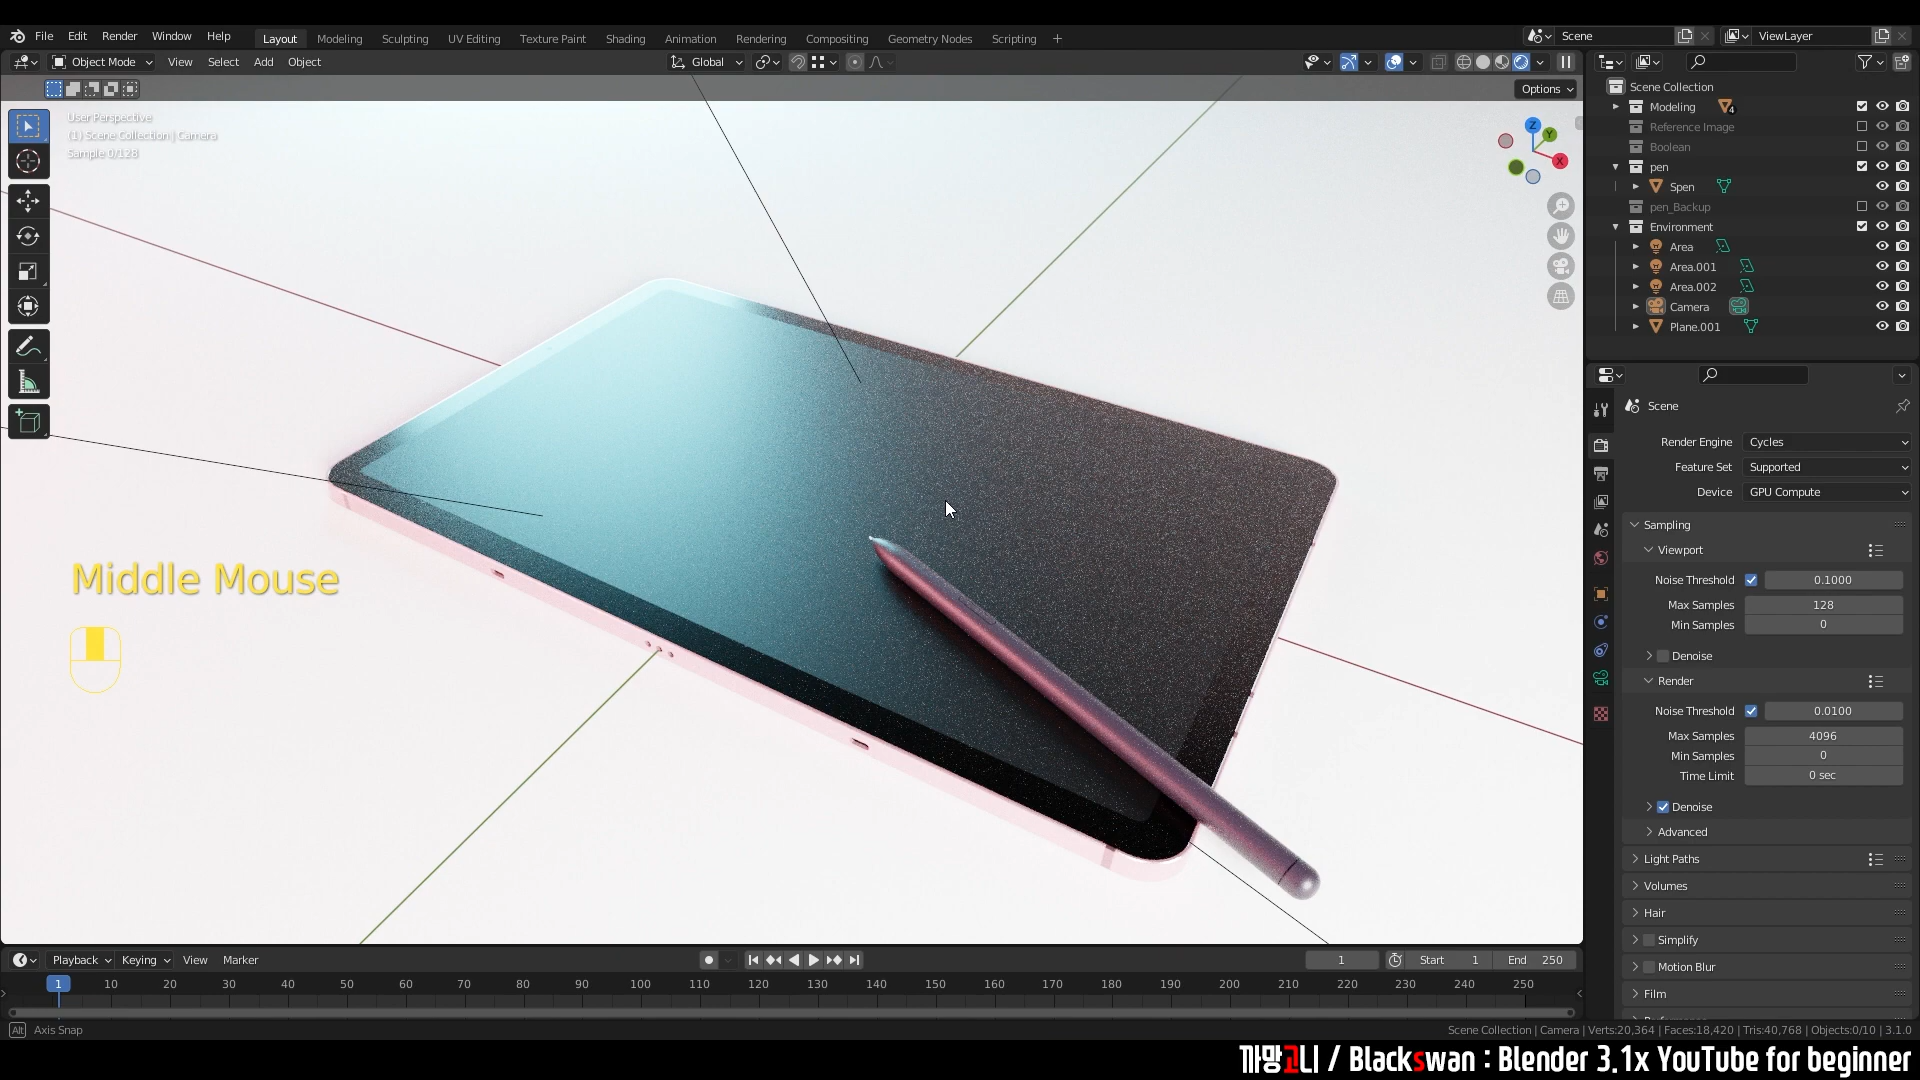 File Edit Render Window Help Layout Modeling Sculpting UV Editing Texture Paint Shading Animation Rendering Compositing Geometry Nodes Scripting + Scene ViewLayer
Object Mode View Select Add Object Global
Options
User Perspective
(1) Scene Collection | Camera
Sample 0/128
Z
Y
X
Middle Mouse
Scene Collection
Modeling 4
Reference Image
Boolean
pen
Spen
pen_Backup
Environment
Area
Area.001
Area.002
Camera
Plane.001
Scene
Render Engine Cycles
Feature Set Supported
Device GPU Compute
Sampling
Viewport
Noise Threshold 0.1000
Max Samples 128
Min Samples 0
Denoise
Render
Noise Threshold 0.0100
Max Samples 4096
Min Samples 0
Time Limit 0 sec
Denoise
Advanced
Light Paths
Volumes
Hair
Simplify
Motion Blur
Film
Playback Keying View Marker 1 Start 1 End 250
1 10 20 30 40 50 60 70 80 90 100 110 120 130 140 150 160 170 180 190 200 210 220 230 240 250
Alt Axis Snap
Scene Collection | Camera | Verts:20,364 | Faces:18,420 | Tris:40,768 | Objects:0/10 | 3.1.0
까망고니 / Blackswan : Blender 3.1x YouTube for beginner